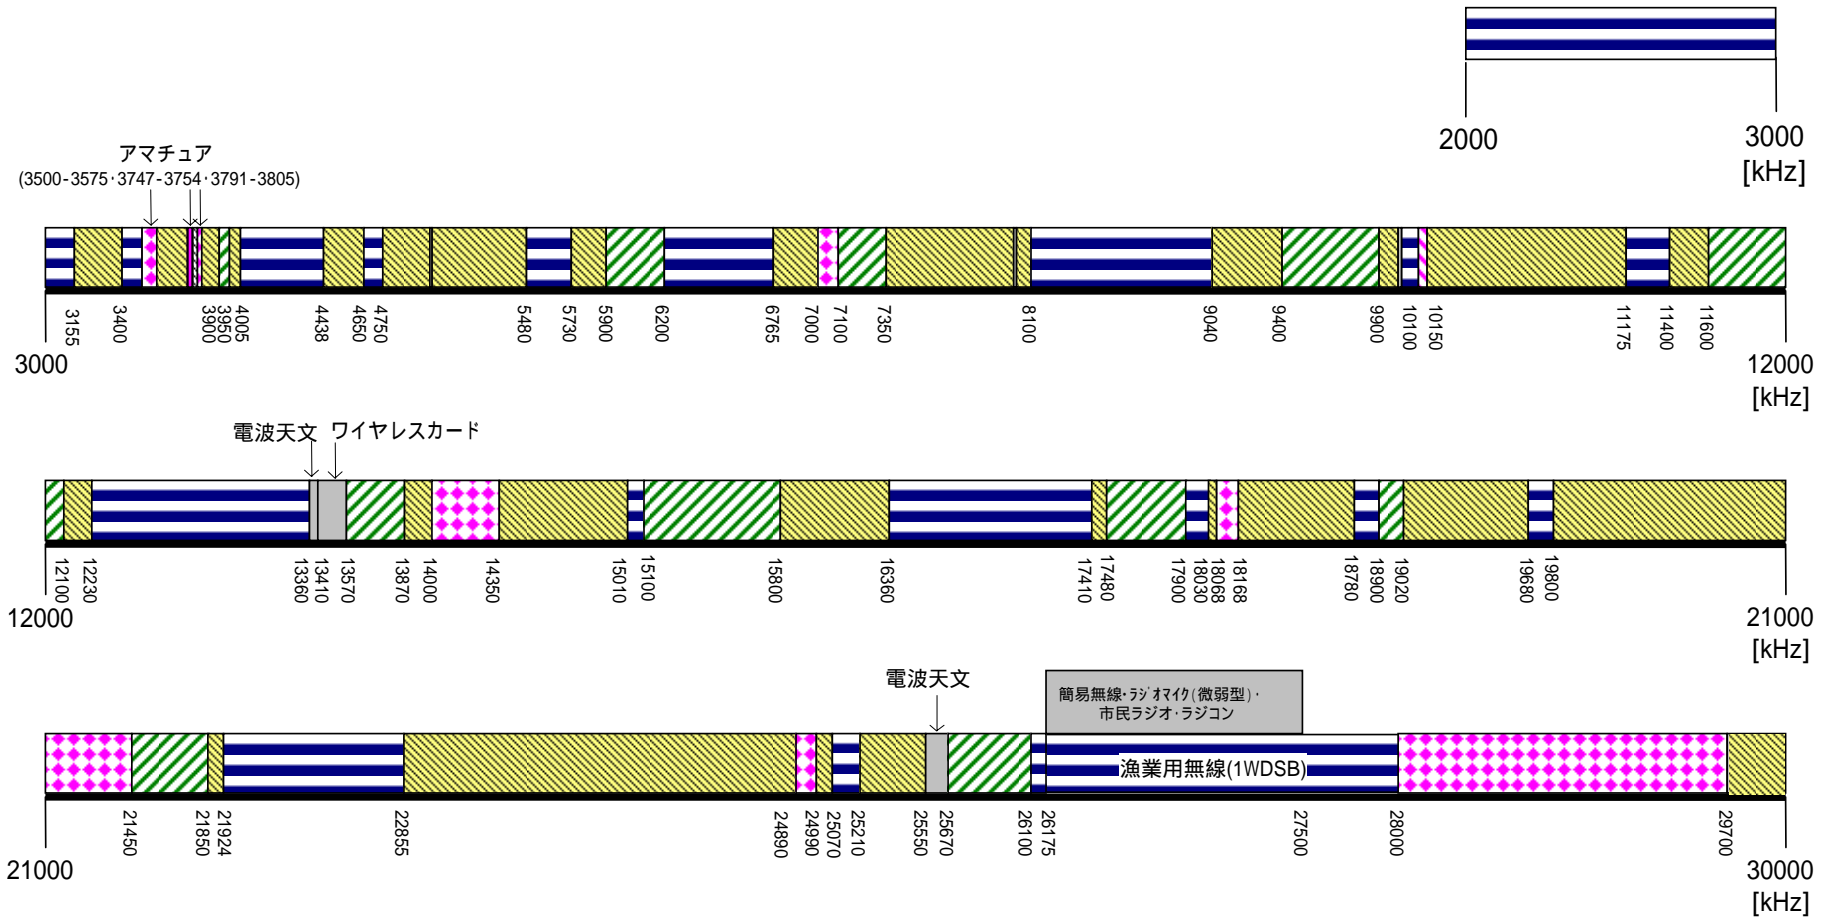 2000 3000
[kHz]
アマチュア
(3500-3575･3747-3754･3791-3805)
3155 3400 3900 3950 4005 4438 4650 4750 5480 5730 5900 6200 6765 7000 7100 7350 8100 9040 9400 9900 10100 10150 11175 11400 11600
3000 12000
[kHz]
電波天文 ワイヤレスカード
12100 12230 13360 13410 13570 13870 14000 14350 15010 15100 15800 16360 17410 17480 17900 18030 18068 18168 18780 18900 19020 19680 19800
12000 21000
[kHz]
電波天文
簡易無線･ラジオマイク(微弱型)･
市民ラジオ･ラジコン
漁業用無線(1WDSB)
21450 21850 21924 22855 24890 24990 25070 25210 25550 25670 26100 26175 27500 28000 29700
21000 30000
[kHz]